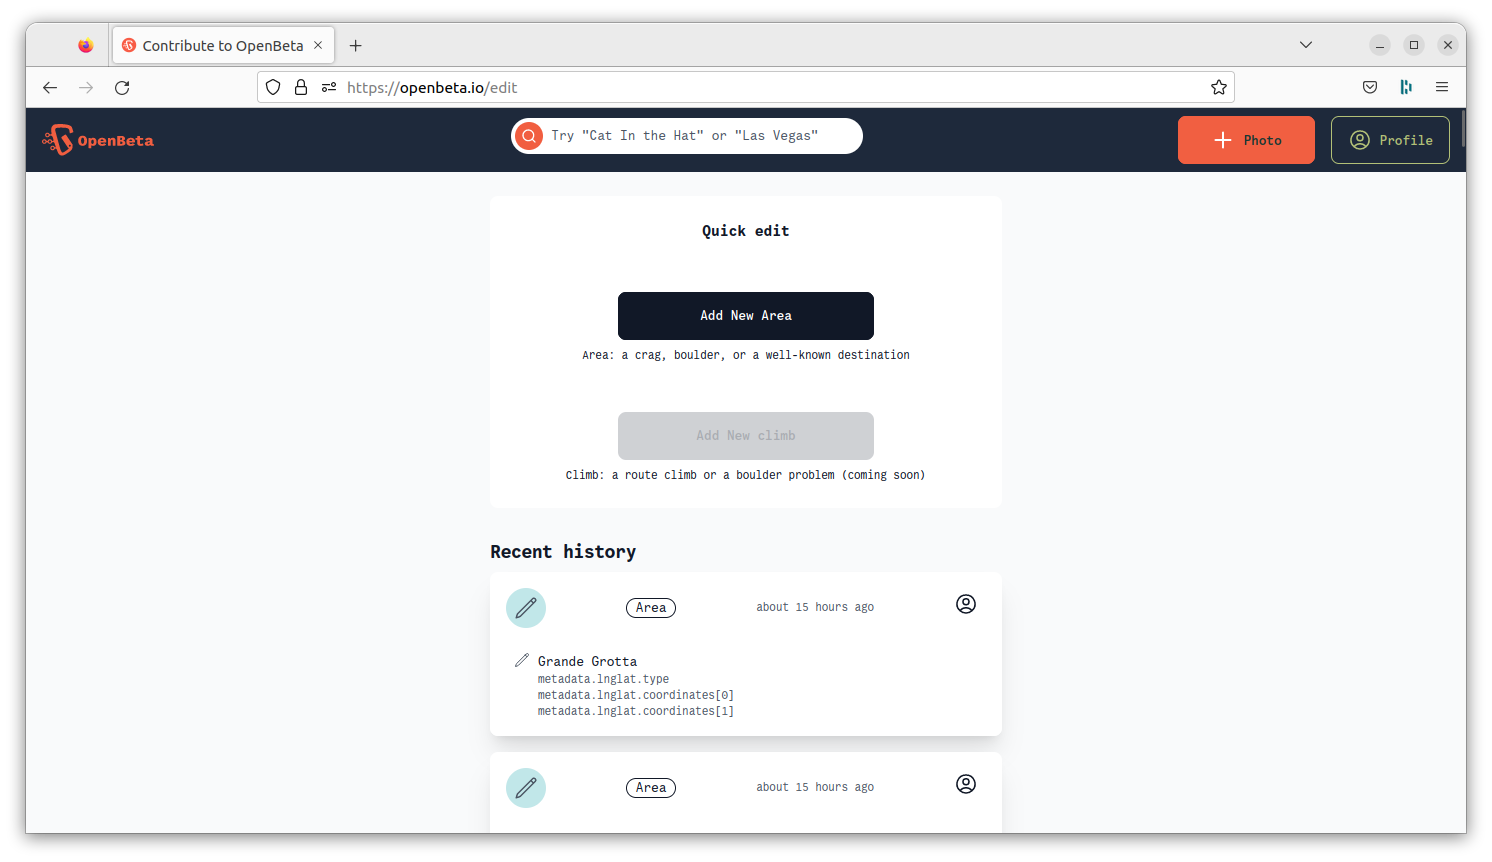 Contribute to OpenBeta
https://openbeta.io/edit
OpenBeta
Try "Cat In the Hat" or "Las Vegas"
Photo
Profile
Quick edit
Add New Area
Area: a crag, boulder, or a well-known destination
Add New climb
Climb: a route climb or a boulder problem (coming soon)
Recent history
Area
about 15 hours ago
Grande Grotta
metadata.lnglat.type
metadata.lnglat.coordinates[0]
metadata.lnglat.coordinates[1]
Area
about 15 hours ago